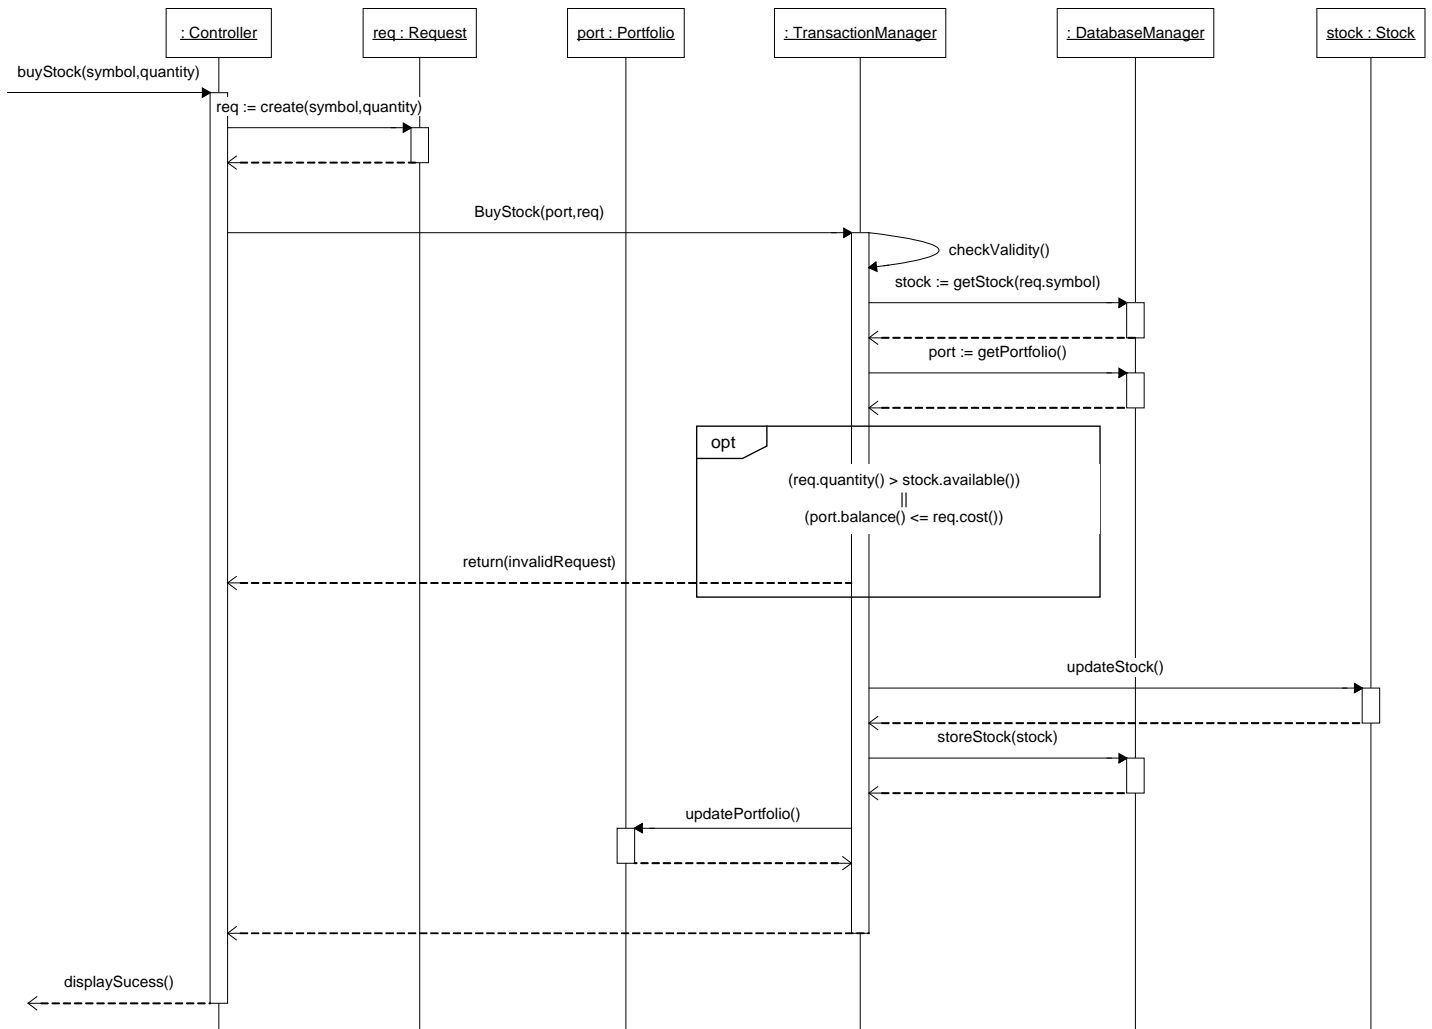 : Controller
req : Request
port : Portfolio
: TransactionManager
: DatabaseManager
stock : Stock
buyStock(symbol,quantity)
req := create(symbol,quantity)
BuyStock(port,req)
checkValidity()
stock := getStock(req.symbol)
port := getPortfolio()
opt
(req.quantity() > stock.available())
||
(port.balance() <= req.cost())
return(invalidRequest)
updateStock()
storeStock(stock)
updatePortfolio()
displaySucess()